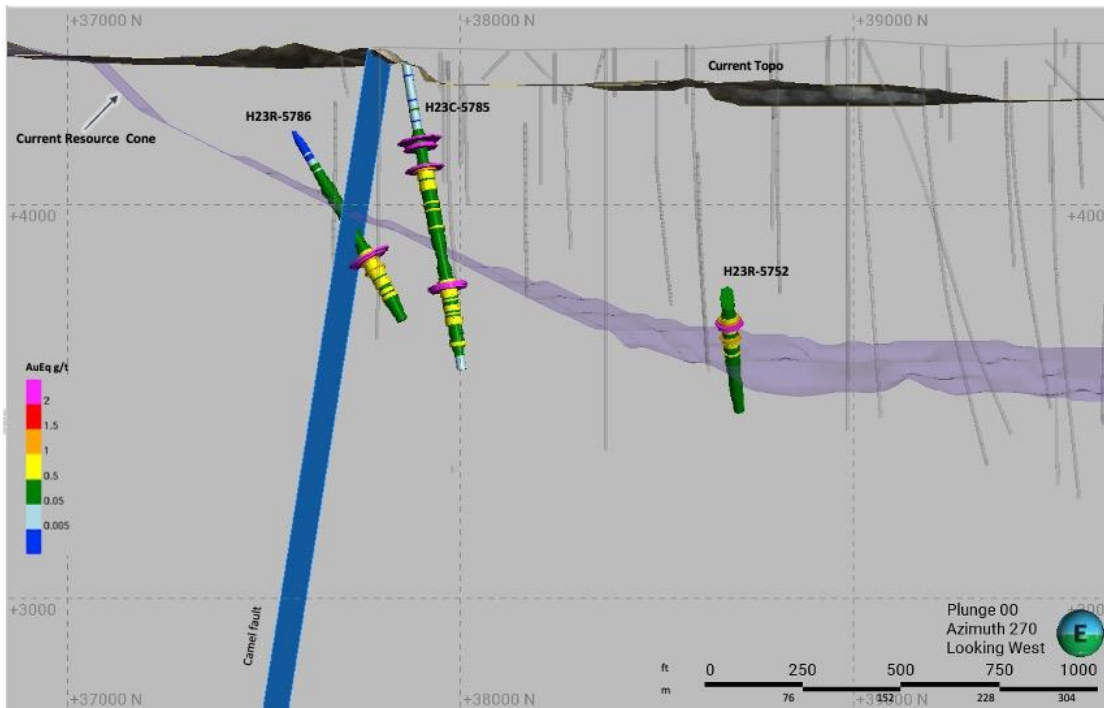 +37000 N
+38000 N
+39000 N
Current Topo
Current Resource Cone
H23R-5786
H23C-5785
+4000
+40
H23R-5752
AuEq g/t
2
1.5
1
0.5
0.05
0.005
+3000
Camel fault
Plunge 00
Azimuth 270
Looking West
E
ft 0 250 500 750 1000
m 76 152 228 304
+37000 N
+38000 N
+39000 N